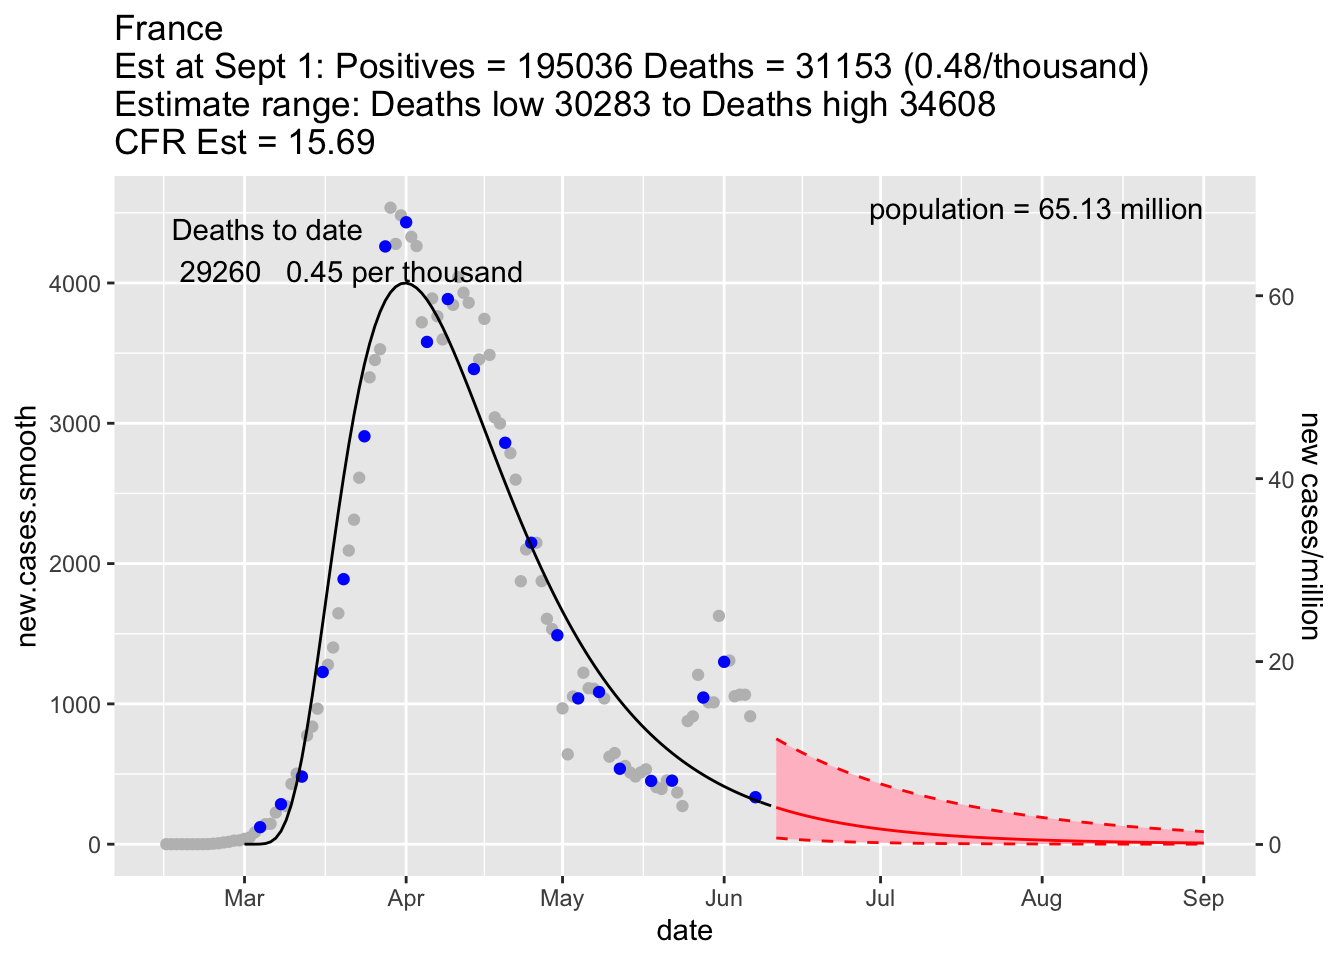 France
Est at Sept 1: Positives = 195036 Deaths = 31153 (0.48/thousand)
Estimate range: Deaths low 30283 to Deaths high 34608
CFR Est = 15.69
population = 65.13 million
Deaths to date
29260 0.45 per thousand
new.cases.smooth
4000
3000
2000
1000
0
60
40
20
0
new cases/million
Mar Apr May Jun Jul Aug Sep
date